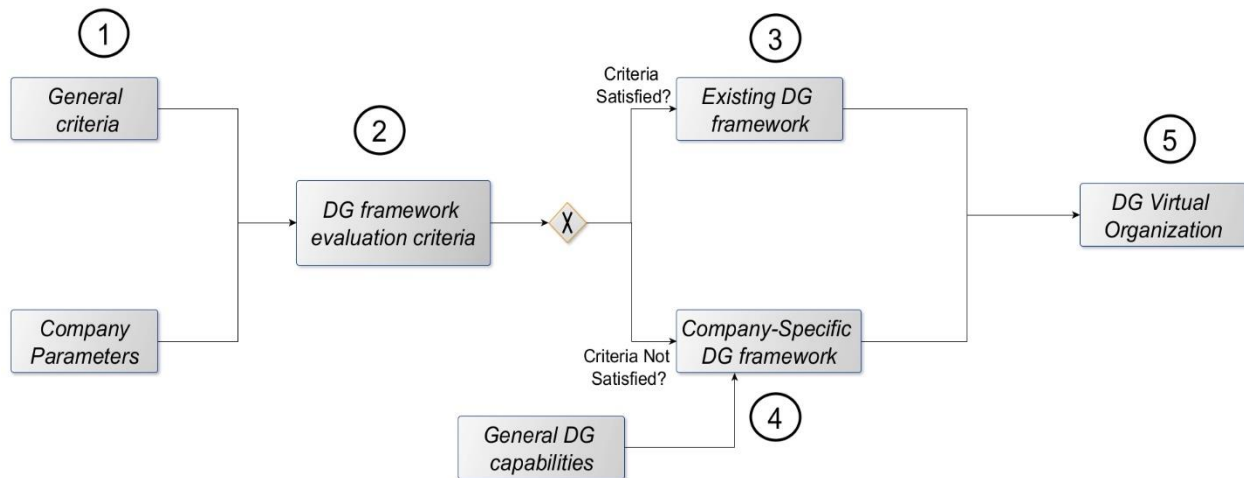 1
General
criteria
Company
Parameters
2
DG framework
evaluation criteria
X
Criteria
Satisfied?
3
Existing DG
framework
Criteria Not
Satisfied?
Company-Specific
DG framework
4
General DG
capabilities
5
DG Virtual
Organization